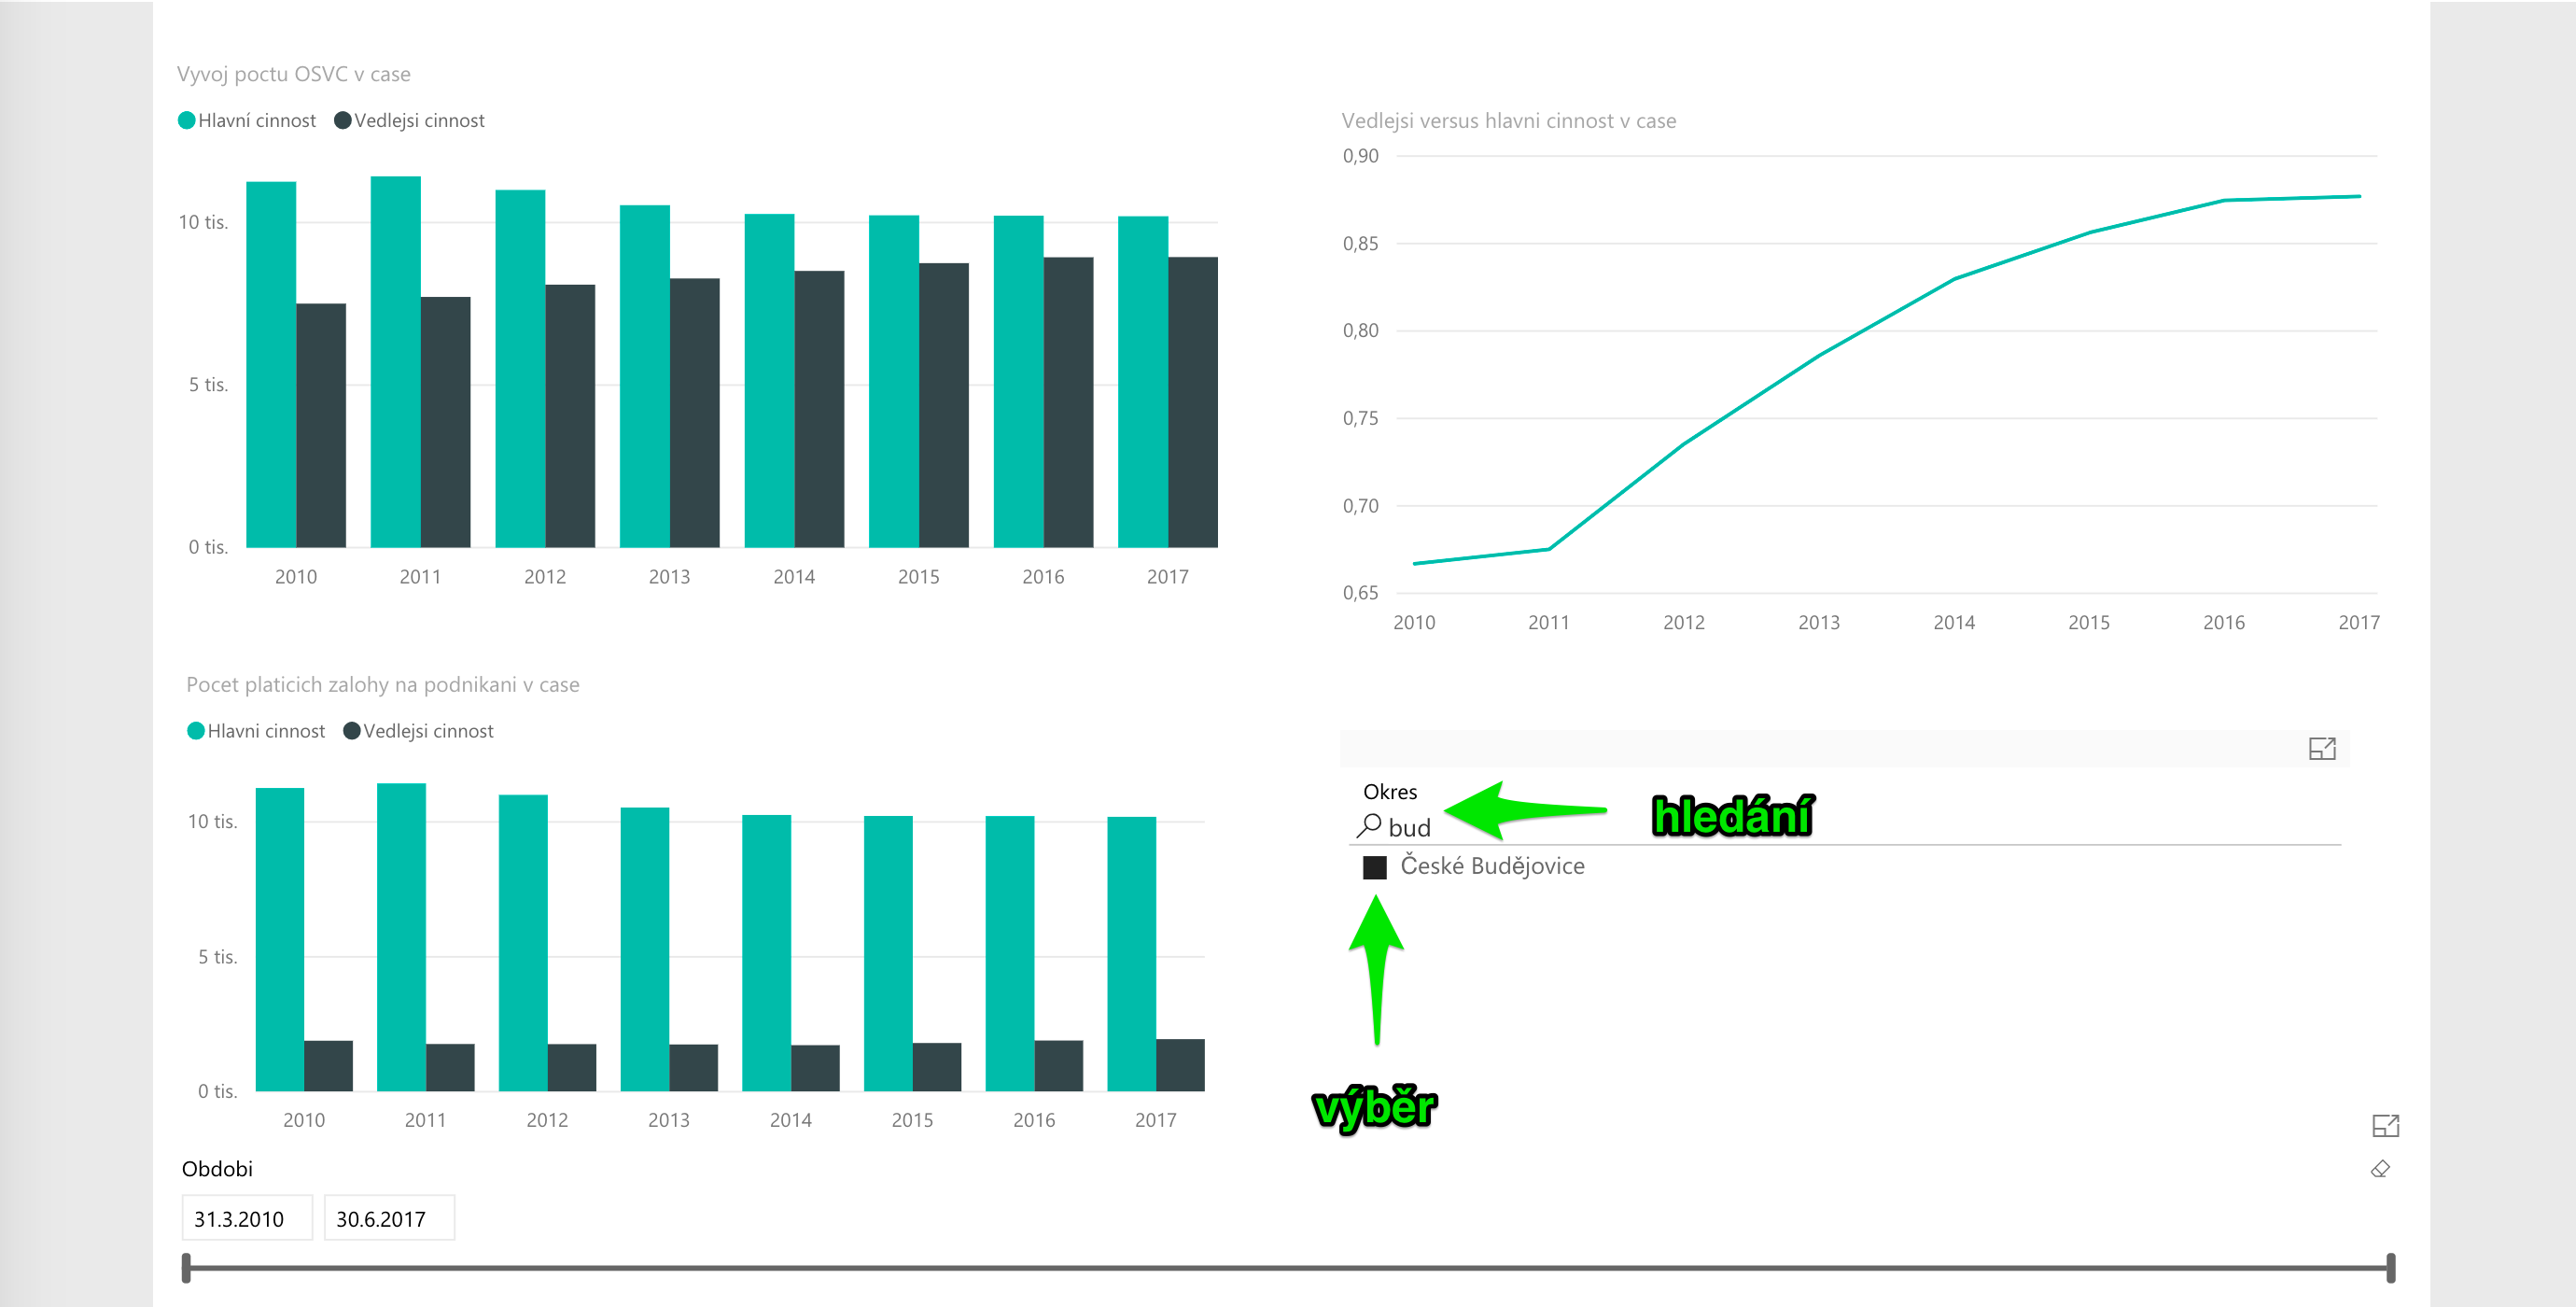 Vyvoj poctu OSVC v case
Hlavní cinnost Vedlejsi cinnost
10 tis.
5 tis.
0 tis.
2010 2011 2012 2013 2014 2015 2016 2017
Vedlejsi versus hlavni cinnost v case
0,90
0,85
0,80
0,75
0,70
0,65
2010 2011 2012 2013 2014 2015 2016 2017
Pocet platicich zalohy na podnikani v case
Hlavni cinnost Vedlejsi cinnost
10 tis.
5 tis.
0 tis.
2010 2011 2012 2013 2014 2015 2016 2017
Okres
bud
hledání
České Budějovice
výběr
Obdobi
31.3.2010 30.6.2017